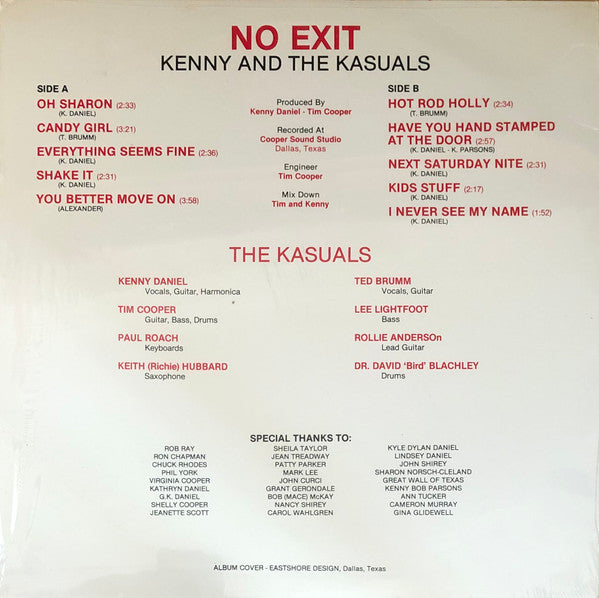 NO EXIT
KENNY AND THE KASUALS
SIDE A
OH SHARON (2:33)
(K. DANIEL)
CANDY GIRL (3:21)
(T. BRUMM)
EVERYTHING SEEMS FINE (2:36)
(K. DANIEL)
SHAKE IT (2:31)
(K. DANIEL)
YOU BETTER MOVE ON (3:58)
(ALEXANDER)
Produced By
Kenny Daniel - Tim Cooper
Recorded At
Cooper Sound Studio
Dallas, Texas
Engineer
Tim Cooper
Mix Down
Tim and Kenny
SIDE B
HOT ROD HOLLY (2:34)
(T. BRUMM)
HAVE YOU HAND STAMPED
AT THE DOOR (2:57)
(K. DANIEL - K. PARSONS)
NEXT SATURDAY NITE (2:31)
(K. DANIEL)
KIDS STUFF (2:17)
(K. DANIEL)
I NEVER SEE MY NAME (1:52)
(K. DANIEL)
THE KASUALS
KENNY DANIEL
Vocals, Guitar, Harmonica
TIM COOPER
Guitar, Bass, Drums
PAUL ROACH
Keyboards
KEITH (Richie) HUBBARD
Saxophone
TED BRUMM
Vocals, Guitar
LEE LIGHTFOOT
Bass
ROLLIE ANDERSOn
Lead Guitar
DR. DAVID 'Bird' BLACHLEY
Drums
SPECIAL THANKS TO:
ROB RAY
RON CHAPMAN
CHUCK RHODES
PHIL YORK
VIRGINIA COOPER
KATHRYN DANIEL
G.K. DANIEL
SHELLY COOPER
JEANETTE SCOTT
SHEILA TAYLOR
JEAN TREADWAY
PATTY PARKER
MARK LEE
JOHN CURCI
GRANT GERONDALE
BOB (MACE) McKAY
NANCY SHIREY
CAROL WAHLGREN
KYLE DYLAN DANIEL
LINDSEY DANIEL
JOHN SHIREY
SHARON NORSCH-CLELAND
GREAT WALL OF TEXAS
KENNY BOB PARSONS
ANN TUCKER
CAMERON MURRAY
GINA GLIDEWELL
ALBUM COVER - EASTSHORE DESIGN, Dallas, Texas